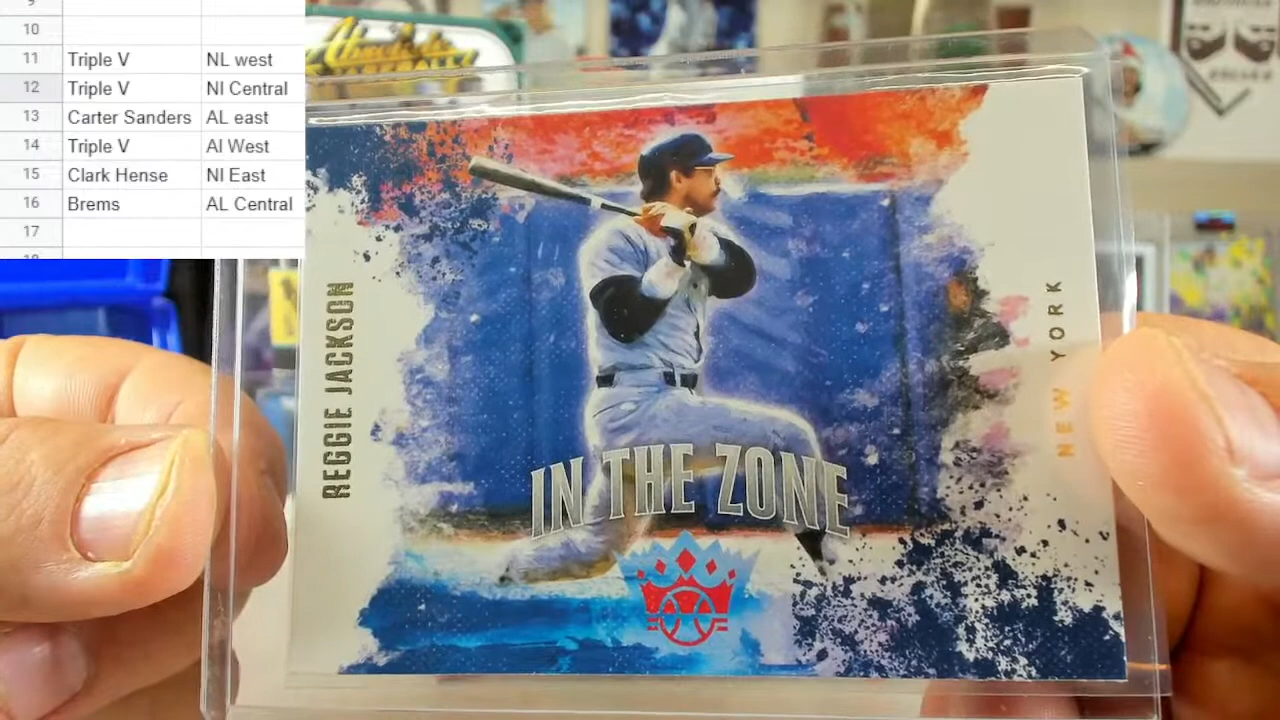 10
11 Triple V NL west
12 Triple V Nl Central
13 Carter Sanders AL east
14 Triple V Al West
15 Clark Hense Nl East
16 Brems AL Central
17
Absolute
REGGIE JACKSON
NEW YORK
IN THE ZONE